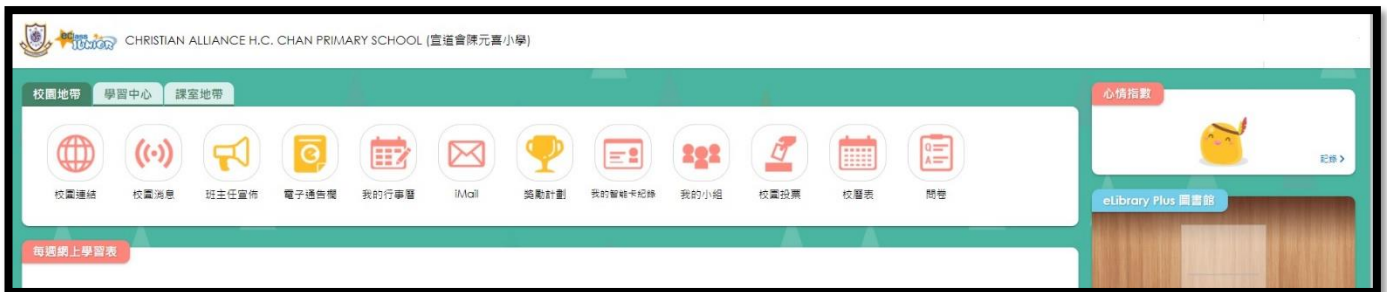 eClass JUNIOR CHRISTIAN ALLIANCE H.C. CHAN PRIMARY SCHOOL (宣道會陳元喜小學)
校園地帶 學習中心 課室地帶
校園連結 校園消息 班主任宣佈 電子通告欄 我的行事曆 iMail 獎勵計劃 我的智能卡紀錄 我的小組 校園投票 校曆表 問卷
每週網上學習表
心情指數
記錄 >
eLibrary Plus 圖書館